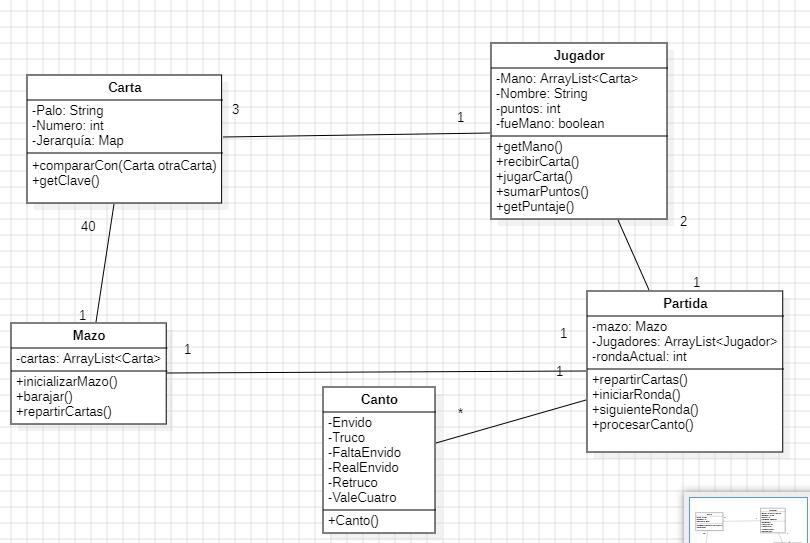 Carta
-Palo: String
-Numero: int
-Jerarquía: Map
+compararCon(Carta otraCarta)
+getClave()
3
1
Jugador
-Mano: ArrayList<Carta>
-Nombre: String
-puntos: int
-fueMano: boolean
+getMano()
+recibirCarta()
+jugarCarta()
+sumarPuntos()
+getPuntaje()
40
1
2
1
Mazo
-cartas: ArrayList<Carta>
+inicializarMazo()
+barajar()
+repartirCartas()
1
1
Partida
-mazo: Mazo
-Jugadores: ArrayList<Jugador>
-rondaActual: int
+repartirCartas()
+iniciarRonda()
+siguienteRonda()
+procesarCanto()
1
*
Canto
-Envido
-Truco
-FaltaEnvido
-RealEnvido
-Retruco
-ValeCuatro
+Canto()